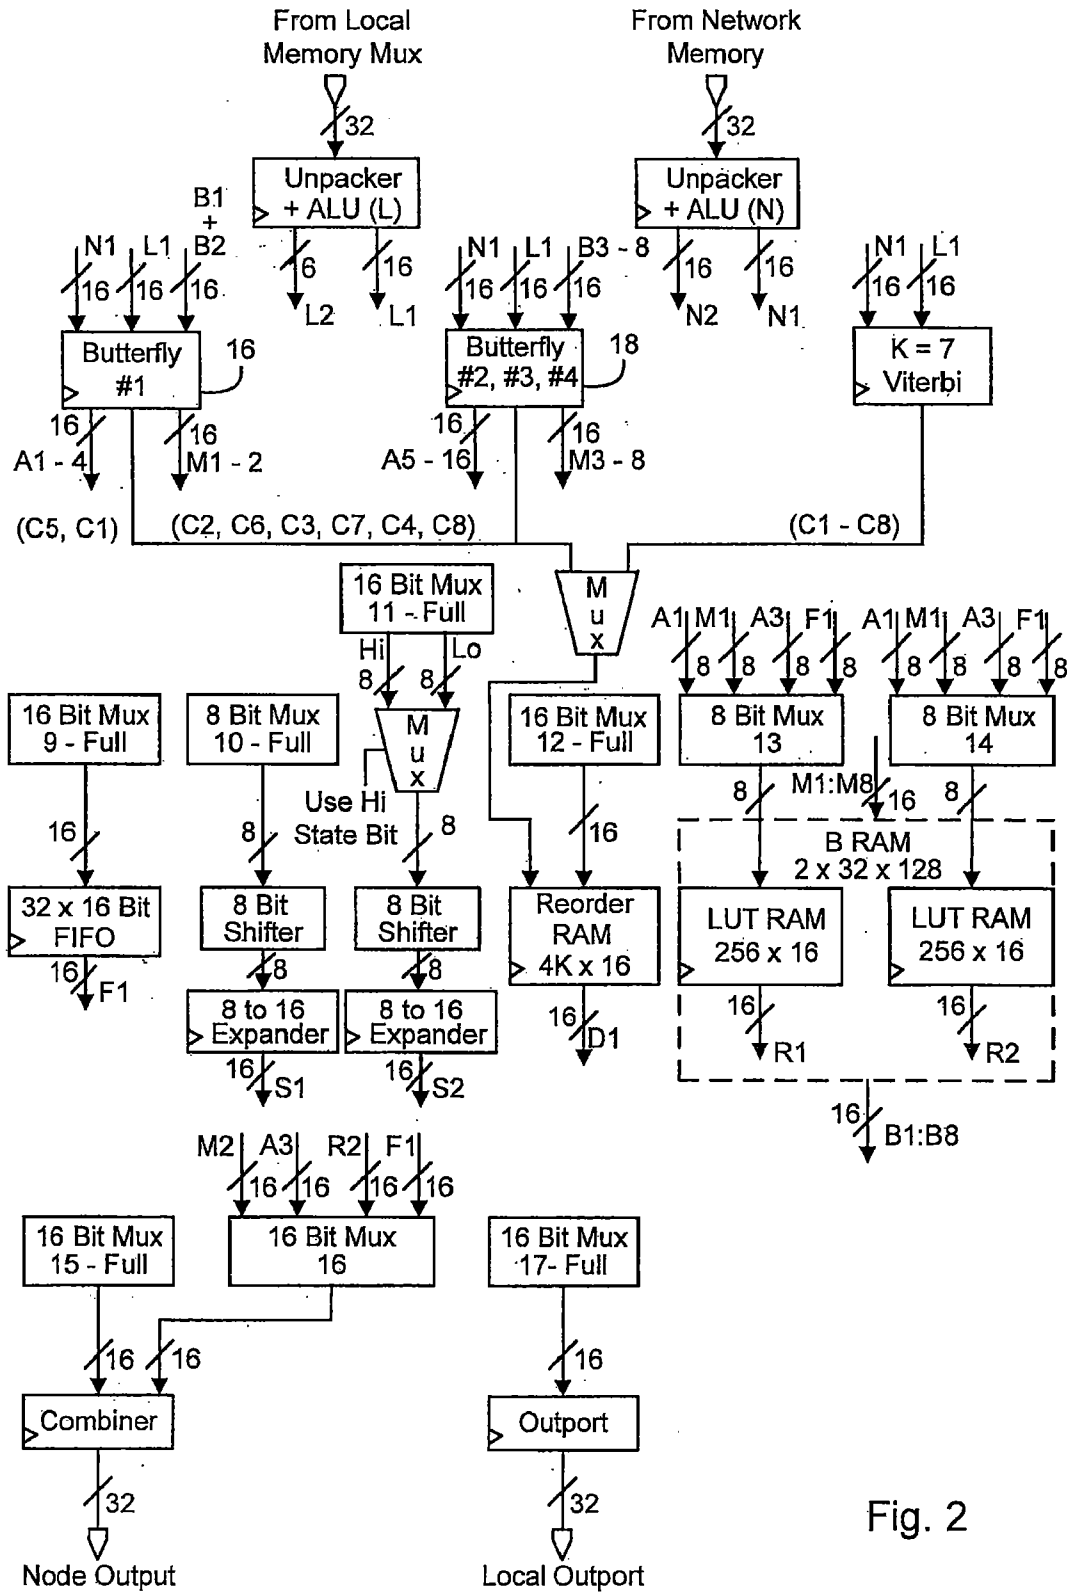 From Local
Memory Mux
From Network
Memory
32
32
Unpacker
+ ALU (L)
Unpacker
+ ALU (N)
B1
+
N1 L1 B2
16 16 16
6 16
L2 L1
N1 L1 B3 - 8
16 16 16
16 16
N2 N1
N1 L1
16 16
Butterfly
#1
16
Butterfly
#2, #3, #4
18
K = 7
Viterbi
16 16
A1 - 4 M1 - 2
16 16
A5 - 16 M3 - 8
(C5, C1) (C2, C6, C3, C7, C4, C8) (C1 - C8)
16 Bit Mux
11 - Full
M
u
x
Hi Lo
8 8
A1 M1 A3 F1
8 8 8 8
A1 M1 A3 F1
8 8 8 8
16 Bit Mux
9 - Full
8 Bit Mux
10 - Full
M
u
x
16 Bit Mux
12 - Full
8 Bit Mux
13
8 Bit Mux
14
Use Hi
State Bit
16 8 8 16
8 M1:M8 16 8
B RAM
2 x 32 x 128
32 x 16 Bit
FIFO
8 Bit
Shifter
8 Bit
Shifter
Reorder
RAM
4K x 16
LUT RAM
256 x 16
LUT RAM
256 x 16
16
F1
8 8
8 to 16
Expander
8 to 16
Expander
16
D1
16
R1
16
R2
16
S1
16
S2
16
B1:B8
M2 A3 R2 F1
16 16 16 16
16 Bit Mux
15 - Full
16 Bit Mux
16
16 Bit Mux
17- Full
16 16 16
Combiner
Outport
32
32
Node Output
Local Outport
Fig. 2